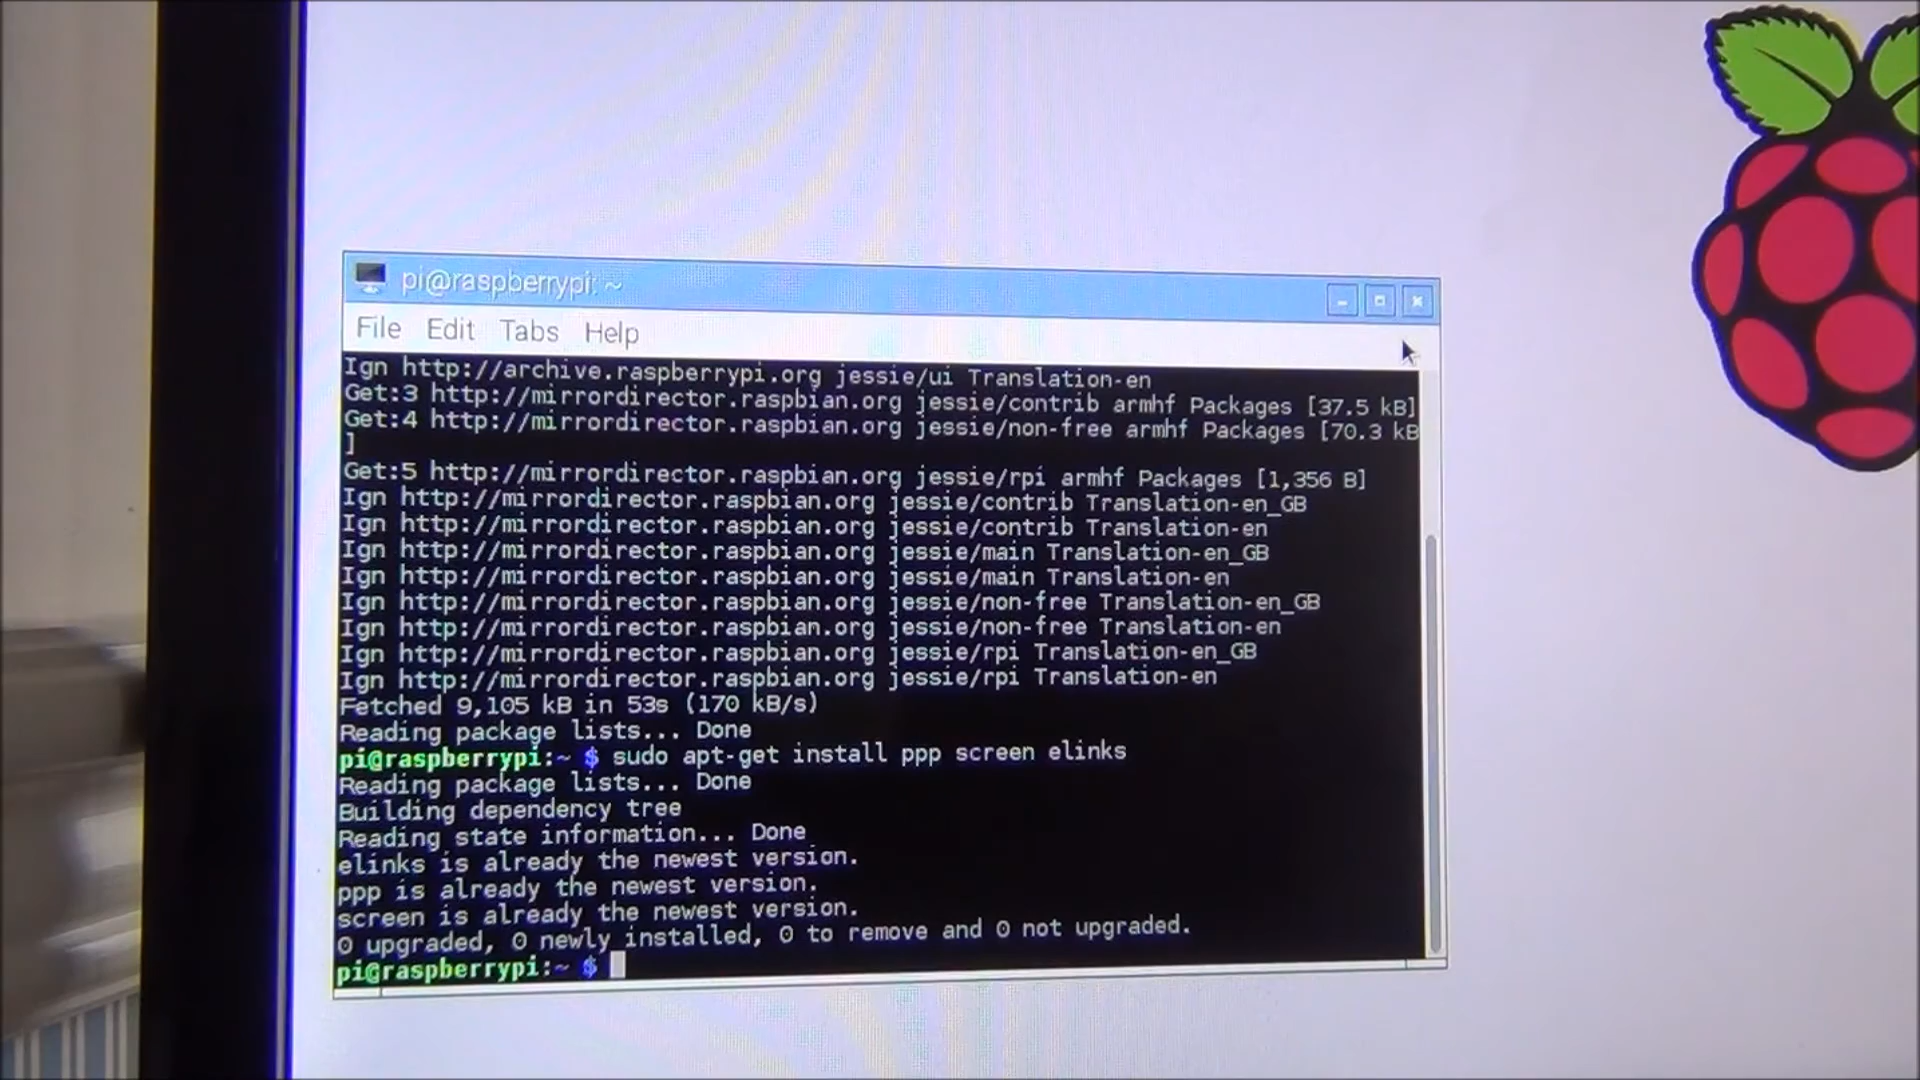 pi@raspberrypi: ~
File Edit Tabs Help
Ign http://archive.raspberrypi.org jessie/ui Translation-en
Get:3 http://mirrordirector.raspbian.org jessie/contrib armhf Packages [37.5 kB]
Get:4 http://mirrordirector.raspbian.org jessie/non-free armhf Packages [70.3 kB
]
Get:5 http://mirrordirector.raspbian.org jessie/rpi armhf Packages [1,356 B]
Ign http://mirrordirector.raspbian.org jessie/contrib Translation-en_GB
Ign http://mirrordirector.raspbian.org jessie/contrib Translation-en
Ign http://mirrordirector.raspbian.org jessie/main Translation-en_GB
Ign http://mirrordirector.raspbian.org jessie/main Translation-en
Ign http://mirrordirector.raspbian.org jessie/non-free Translation-en_GB
Ign http://mirrordirector.raspbian.org jessie/non-free Translation-en
Ign http://mirrordirector.raspbian.org jessie/rpi Translation-en_GB
Ign http://mirrordirector.raspbian.org jessie/rpi Translation-en
Fetched 9,105 kB in 53s (170 kB/s)
Reading package lists... Done
pi@raspberrypi:~ $ sudo apt-get install ppp screen elinks
Reading package lists... Done
Building dependency tree
Reading state information... Done
elinks is already the newest version.
ppp is already the newest version.
screen is already the newest version.
0 upgraded, 0 newly installed, 0 to remove and 0 not upgraded.
pi@raspberrypi:~ $